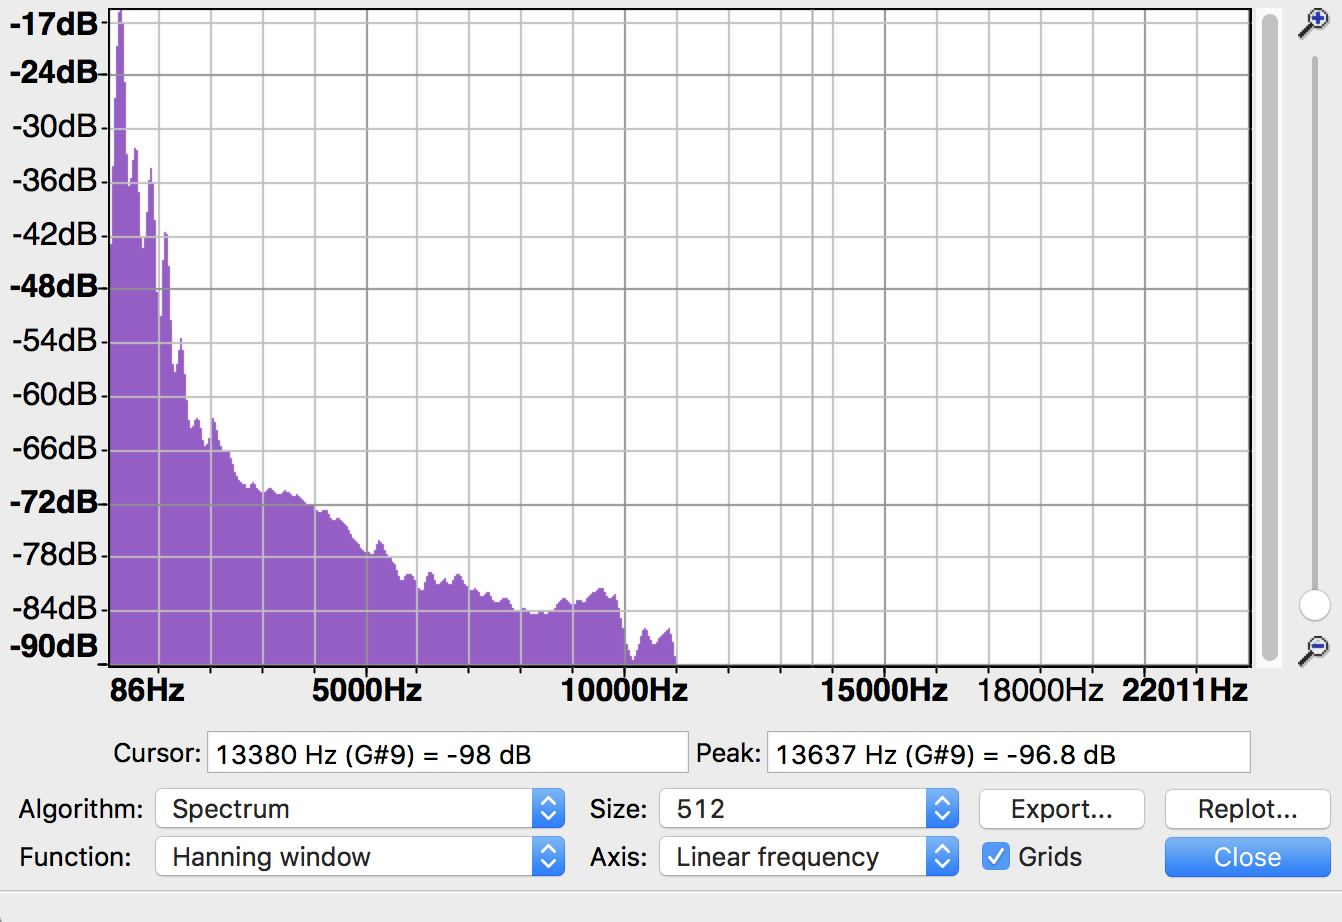 -17dB
-24dB
-30dB
-36dB
-42dB
-48dB
-54dB
-60dB
-66dB
-72dB
-78dB
-84dB
-90dB
86Hz 5000Hz 10000Hz 15000Hz 18000Hz 22011Hz
Cursor: 13380 Hz (G#9) = -98 dB Peak: 13637 Hz (G#9) = -96.8 dB
Algorithm: Spectrum Size: 512 Export... Replot...
Function: Hanning window Axis: Linear frequency Grids Close